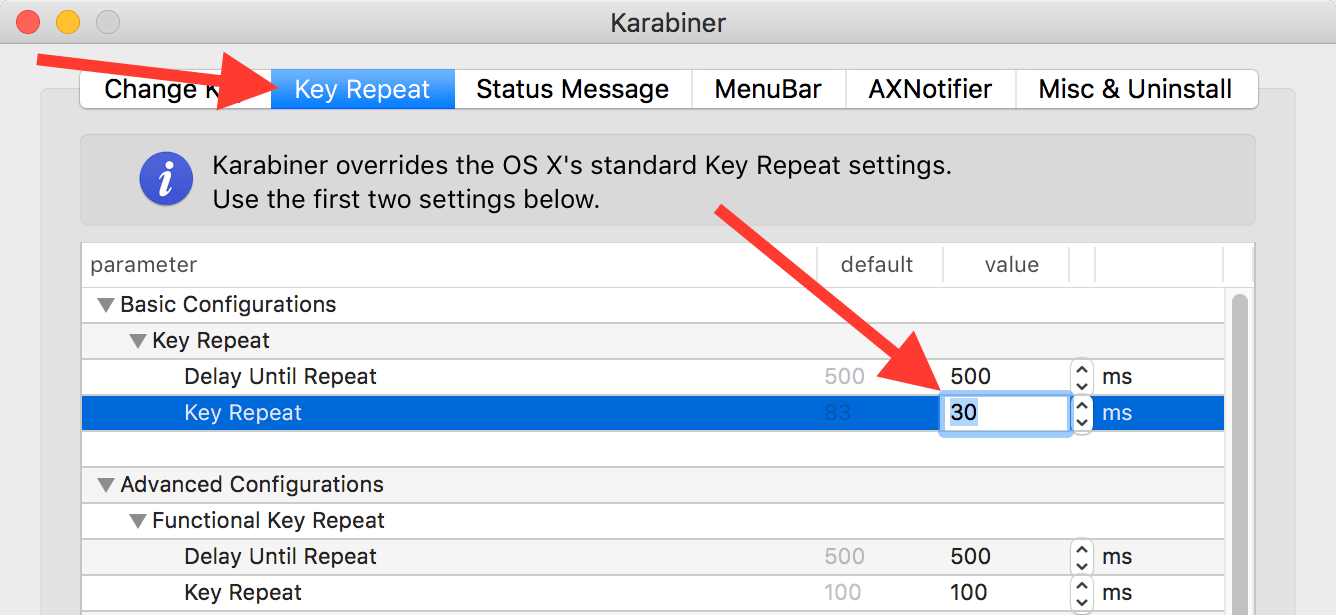 Karabiner
Change K
Key Repeat
Status Message
MenuBar
AXNotifier
Misc & Uninstall
Karabiner overrides the OS X's standard Key Repeat settings.
Use the first two settings below.
parameter default value
Basic Configurations
Key Repeat
Delay Until Repeat 500 500 ms
Key Repeat 83 30 ms
Advanced Configurations
Functional Key Repeat
Delay Until Repeat 500 500 ms
Key Repeat 100 100 ms